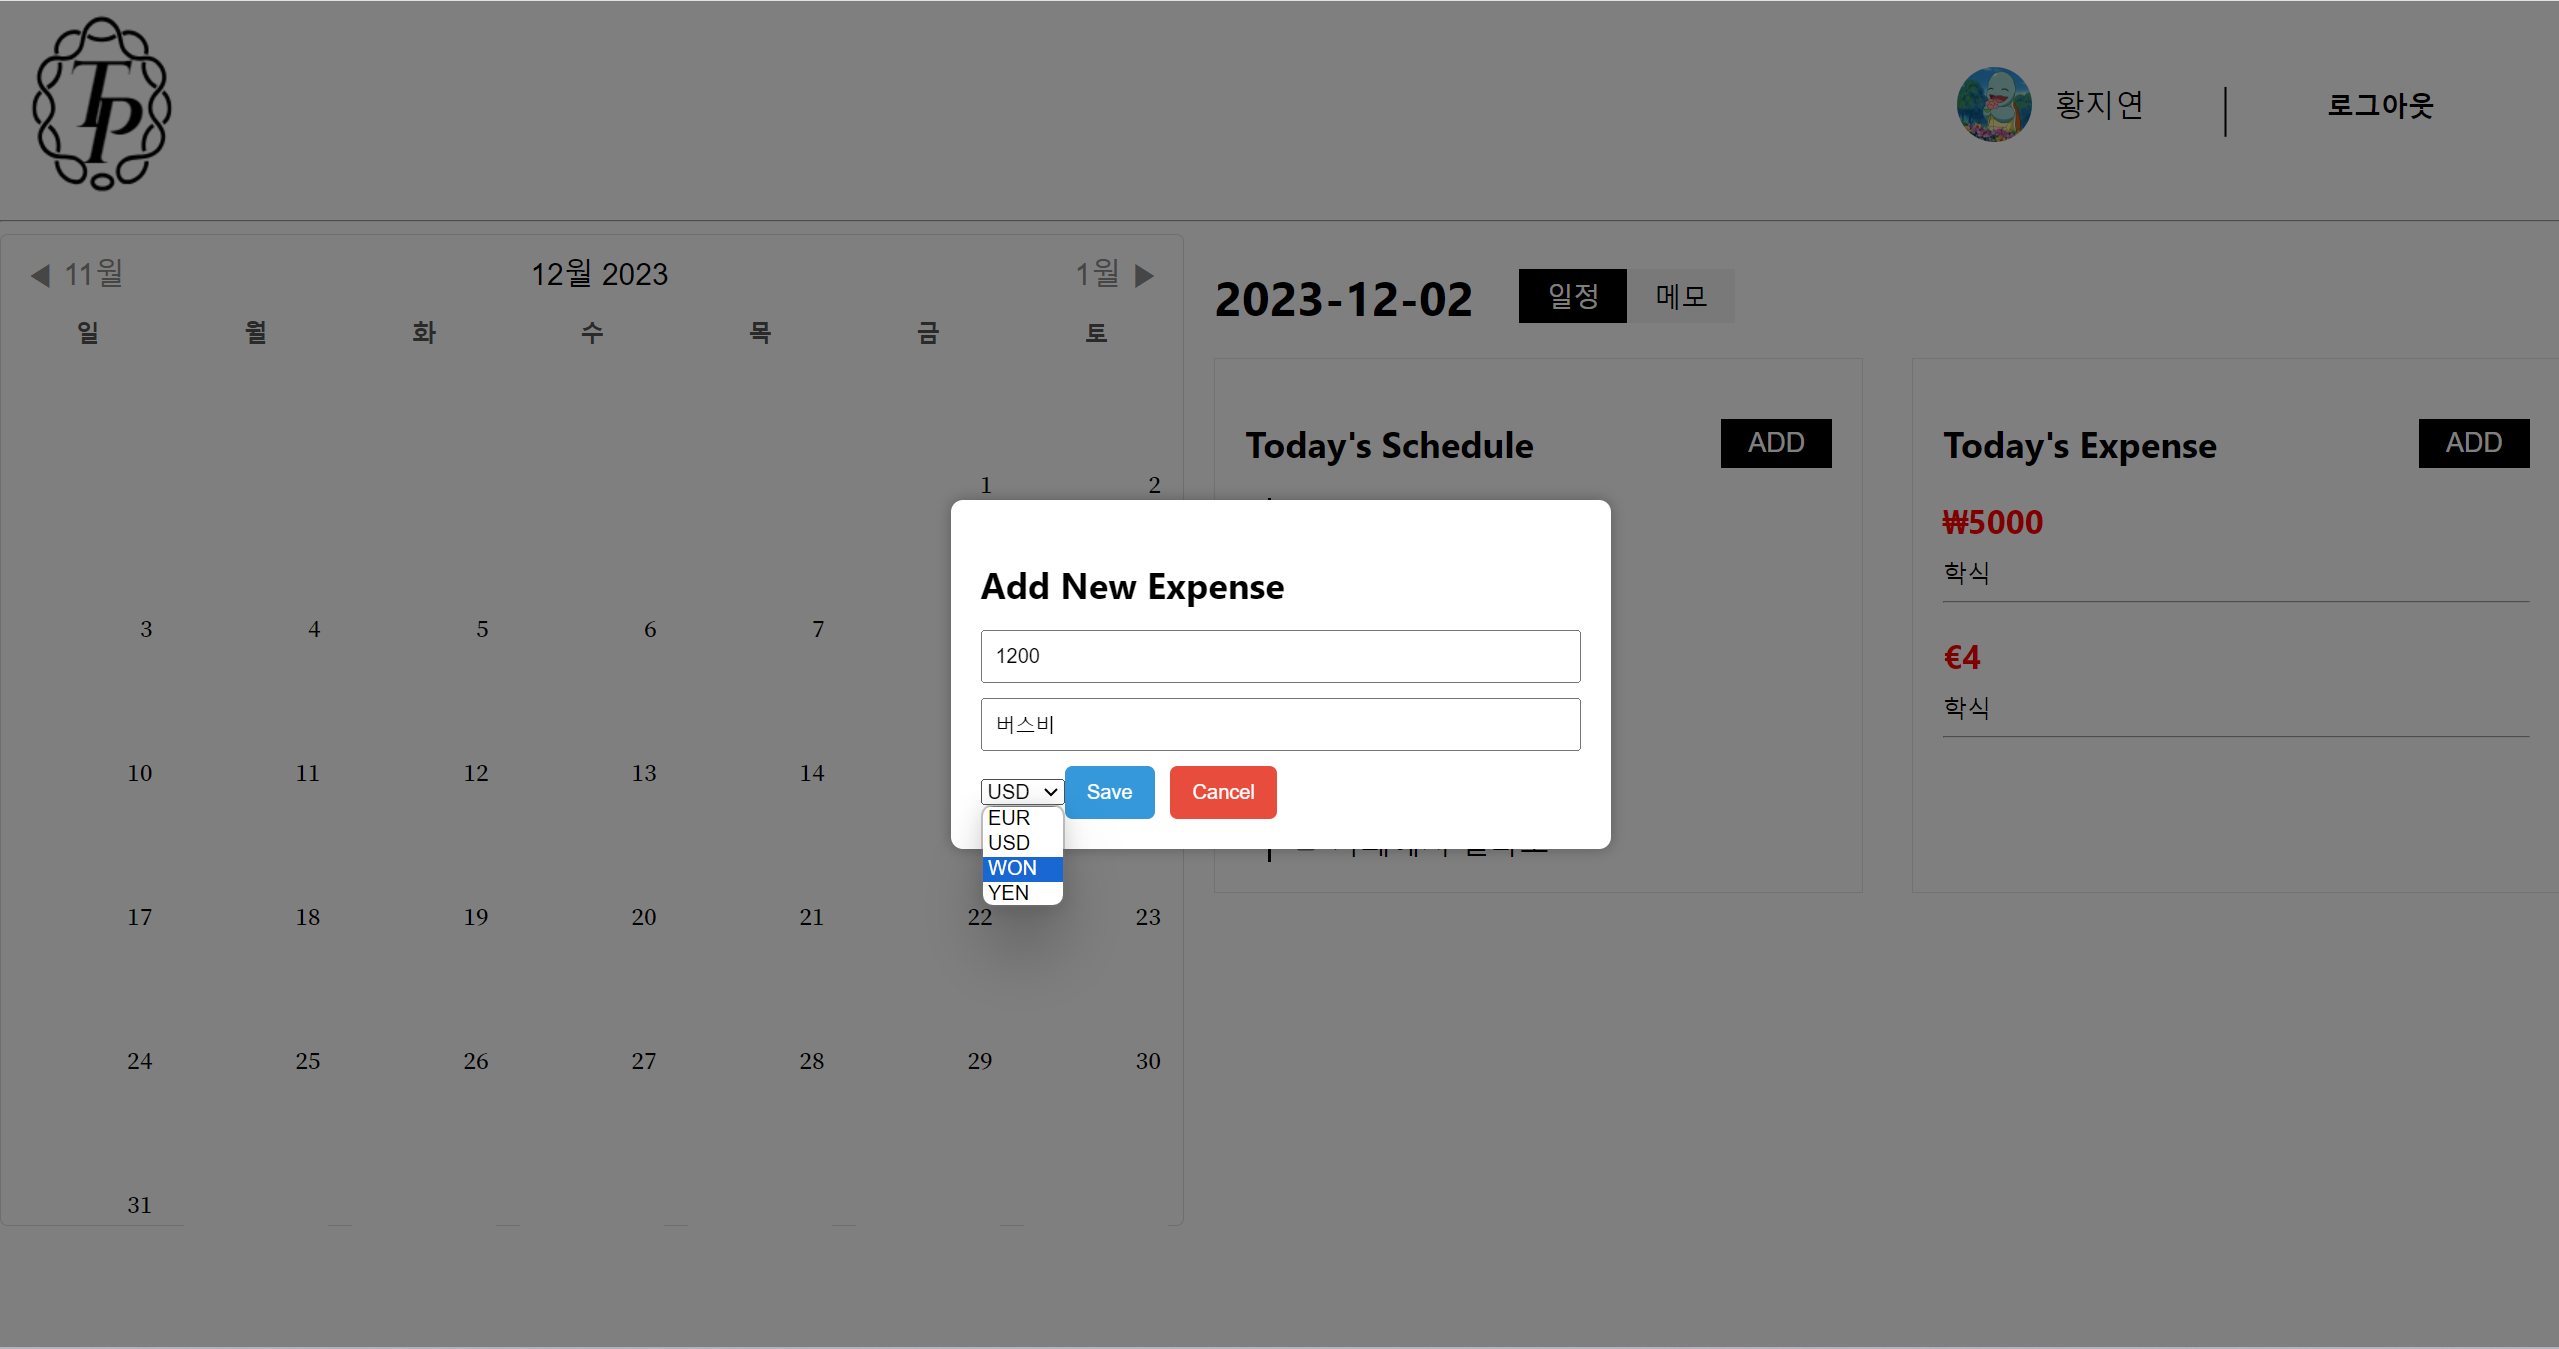 TP
황지연
로그아웃
◀ 11월
12월 2023
1월 ▶
일 월 화 수 목 금 토
1 2
3 4 5 6 7
10 11 12 13 14
17 18 19 20 21 22 23
24 25 26 27 28 29 30
31
2023-12-02
일정
메모
Today's Schedule
ADD
Today's Expense
ADD
₩5000
학식
€4
학식
Add New Expense
1200
버스비
USD
Save
Cancel
EUR
USD
WON
YEN